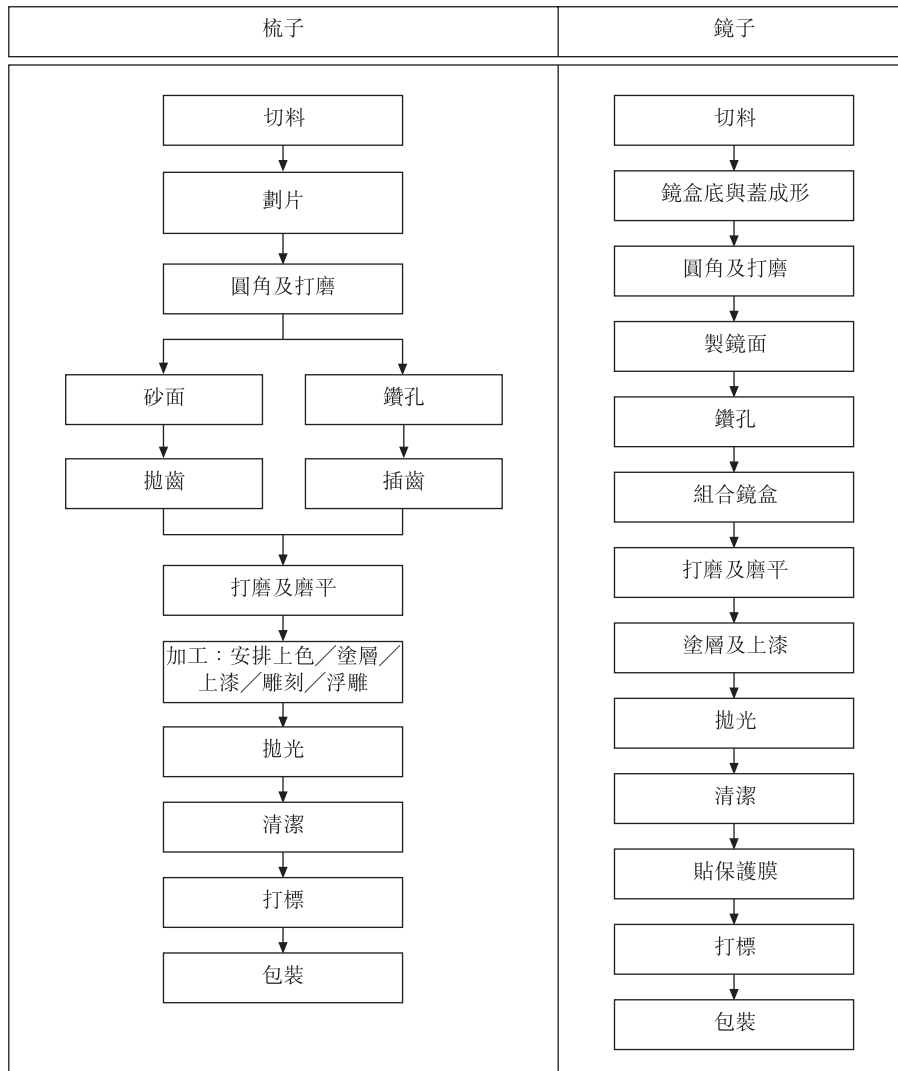 梳子
鏡子
切料
劃片
圓角及打磨
砂面
鑽孔
拋齒
插齒
打磨及磨平
加工：安排上色／塗層／
上漆／雕刻／浮雕
拋光
清潔
打標
包裝
切料
鏡盒底與蓋成形
圓角及打磨
製鏡面
鑽孔
組合鏡盒
打磨及磨平
塗層及上漆
拋光
清潔
貼保護膜
打標
包裝